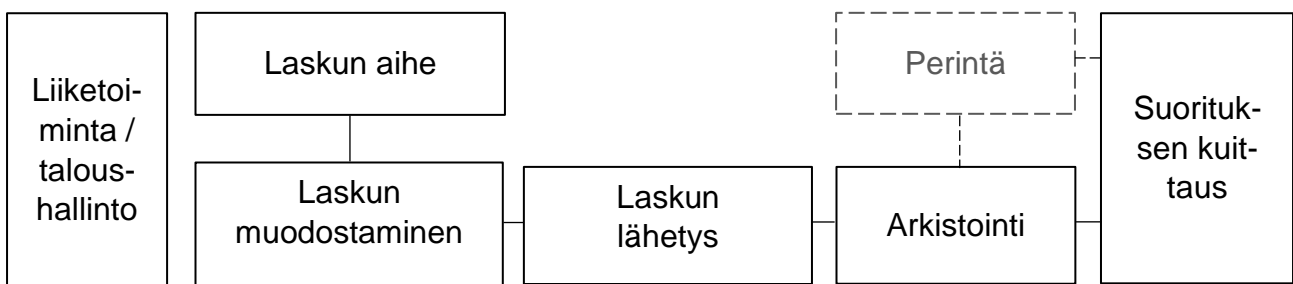 Liiketoi-
minta /
talous-
hallinto
Laskun aihe
Laskun
muodostaminen
Laskun
lähetys
Perintä
Arkistointi
Suorituk-
sen kuit-
taus